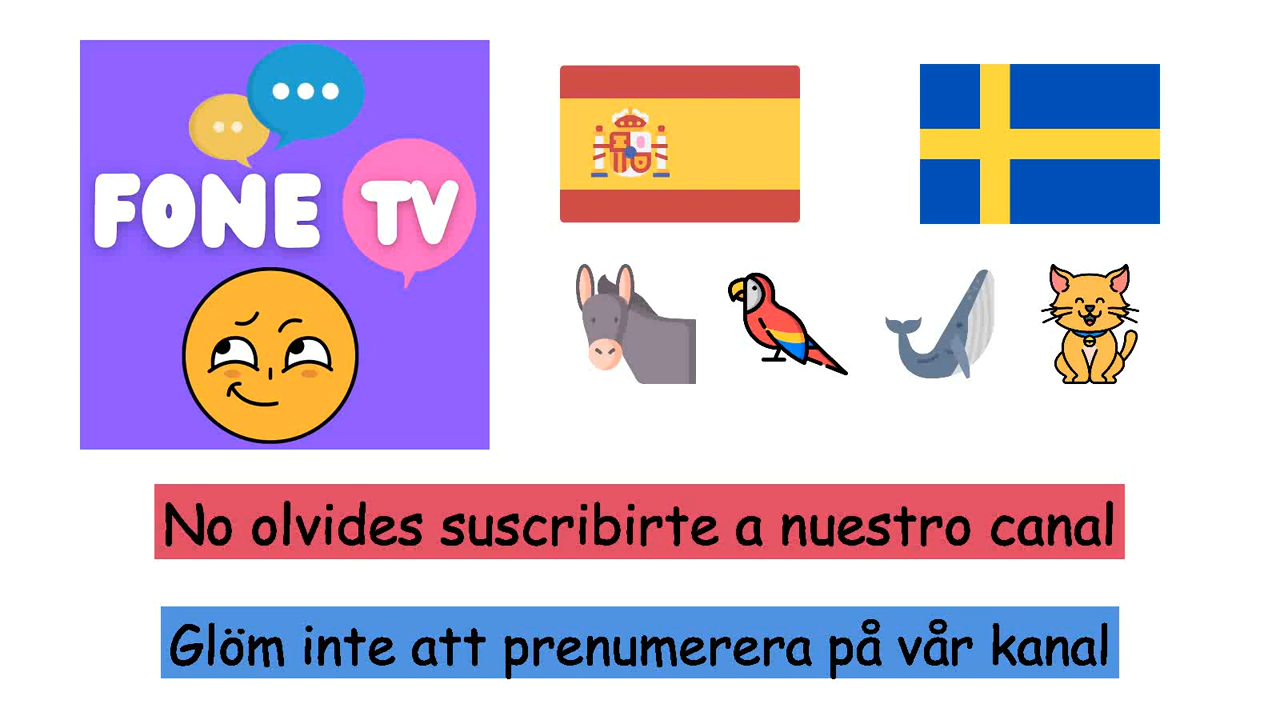 FONE TV
No olvides suscribirte a nuestro canal
Glöm inte att prenumerera på vår kanal